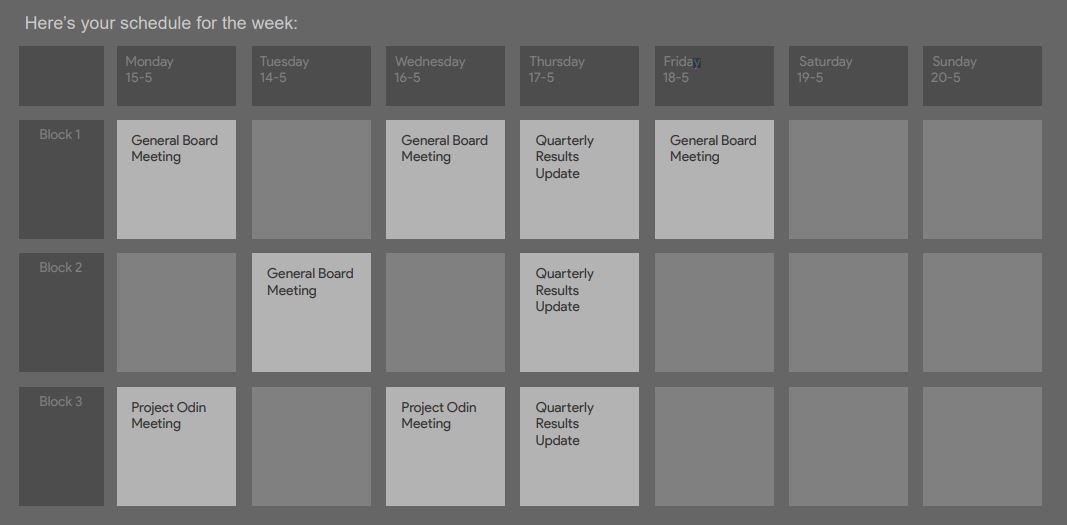 Here's your schedule for the week:
Monday
15-5
Tuesday
14-5
Wednesday
16-5
Thursday
17-5
Friday
18-5
Saturday
19-5
Sunday
20-5
Block 1
General Board
Meeting
General Board
Meeting
Quarterly
Results
Update
General Board
Meeting
Block 2
General Board
Meeting
Quarterly
Results
Update
Block 3
Project Odin
Meeting
Project Odin
Meeting
Quarterly
Results
Update